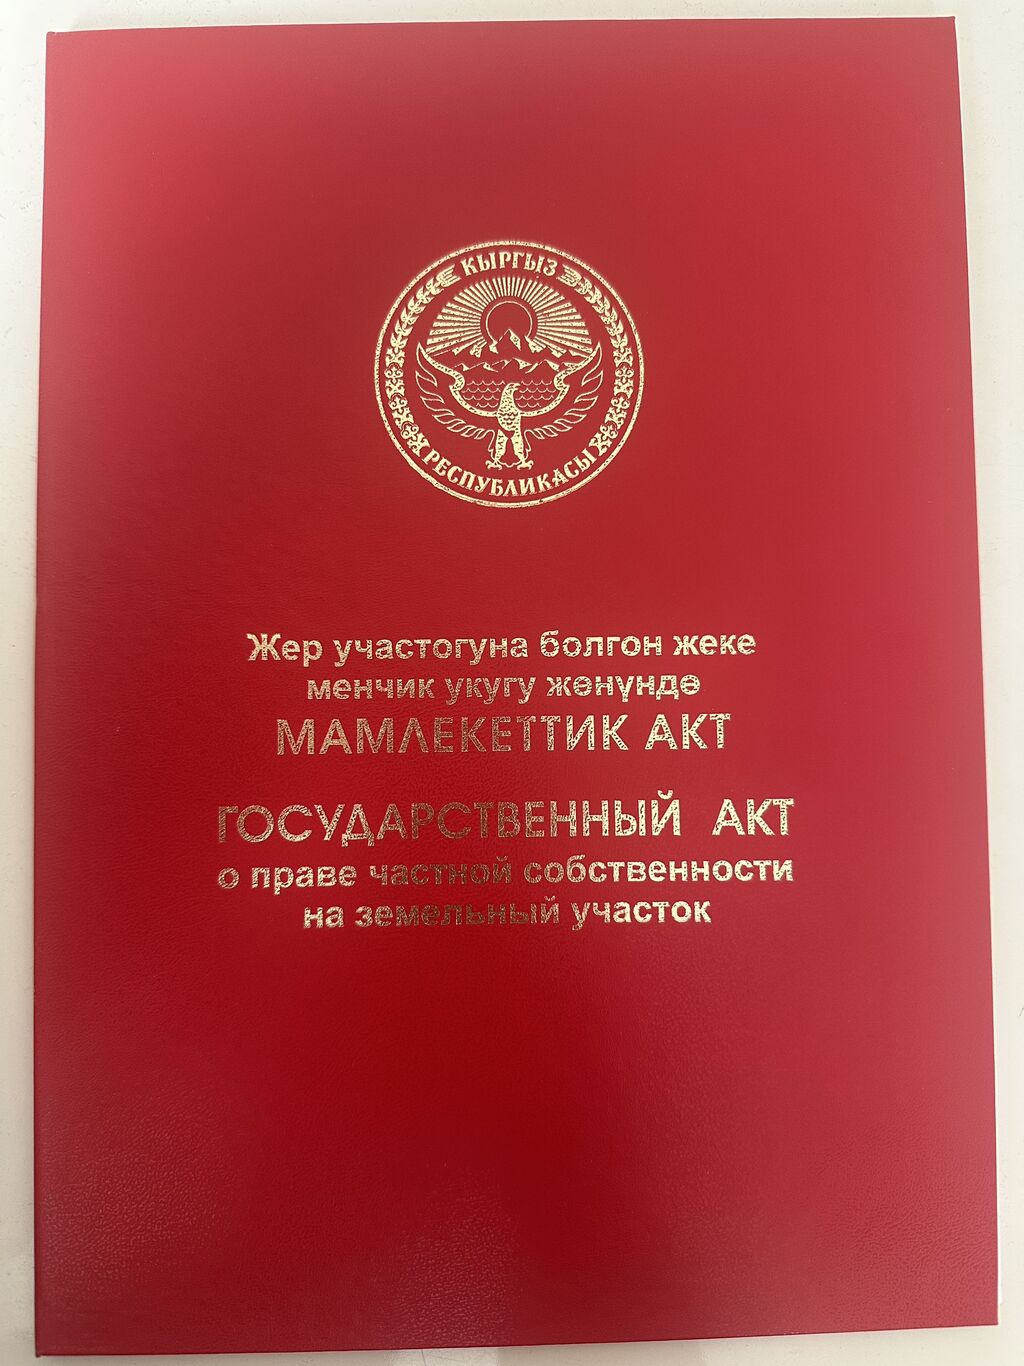 КЫРГЫЗ
РЕСПУБЛИКАСЫ
Жер участогуна болгон жеке
менчик укугу жөнүндө
МАМЛЕКЕТТИК АКТ
ГОСУДАРСТВЕННЫЙ АКТ
о праве частной собственности
на земельный участок